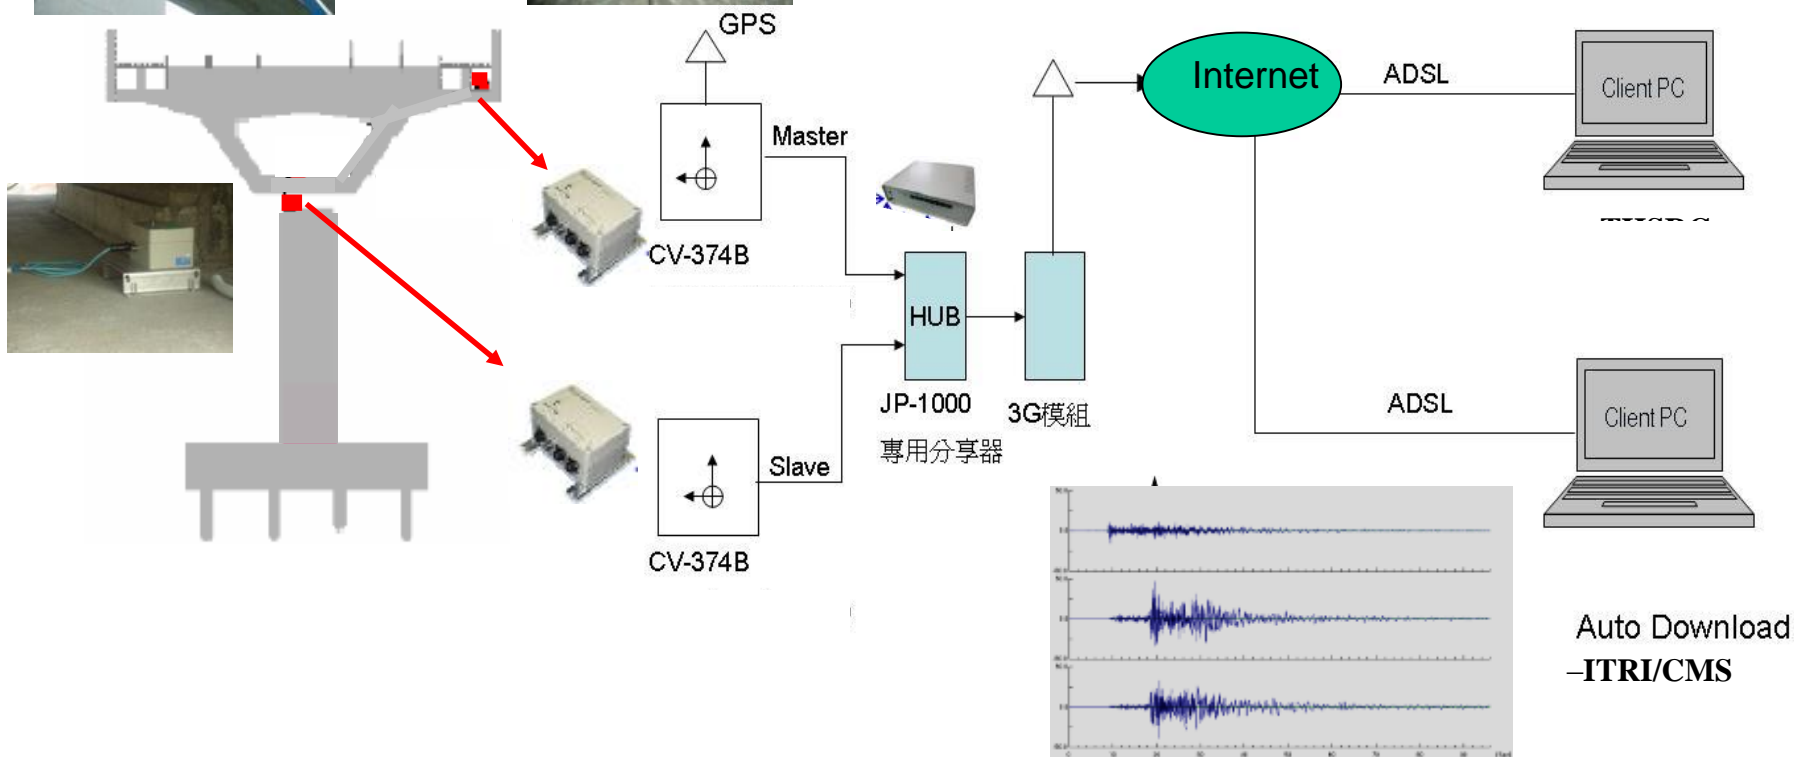 GPS
Internet
ADSL
Client PC
Master
CV-374B
HUB
JP-1000
專用分享器
3G模組
ADSL
Client PC
Slave
CV-374B
Auto Download
–ITRI/CMS